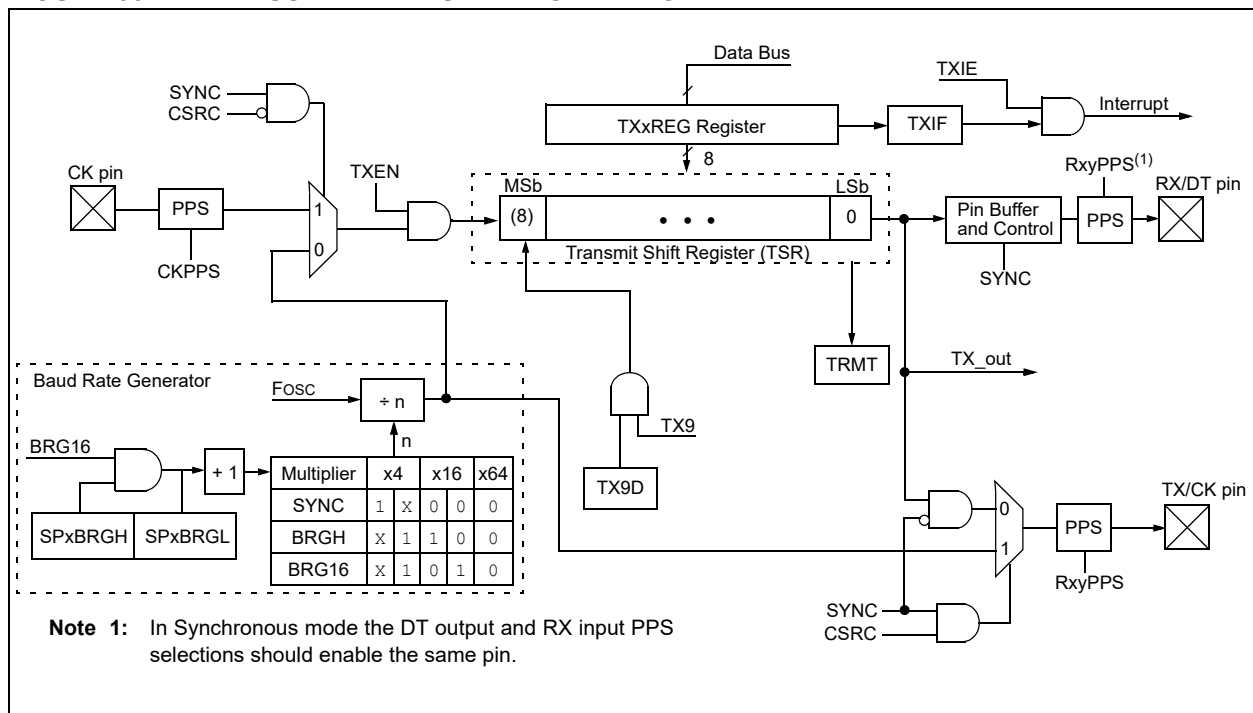 Data Bus
TXIE
SYNC
CSRC
Interrupt
TXxREG Register
TXIF
8
CK pin
TXEN
MSb
LSb
RxyPPS(1)
RX/DT pin
PPS
1
(8)
• • •
0
Pin Buffer
and Control
PPS
0
Transmit Shift Register (TSR)
CKPPS
SYNC
TRMT
TX_out
Baud Rate Generator
FOSC
÷ n
n
TX9
BRG16
+ 1
Multiplier x4 x16 x64
SYNC 1 X 0 0 0
BRGH X 1 1 0 0
BRG16 X 1 0 1 0
SPxBRGH SPxBRGL
TX9D
TX/CK pin
0
PPS
1
RxyPPS
SYNC
CSRC
Note 1: In Synchronous mode the DT output and RX input PPS
selections should enable the same pin.